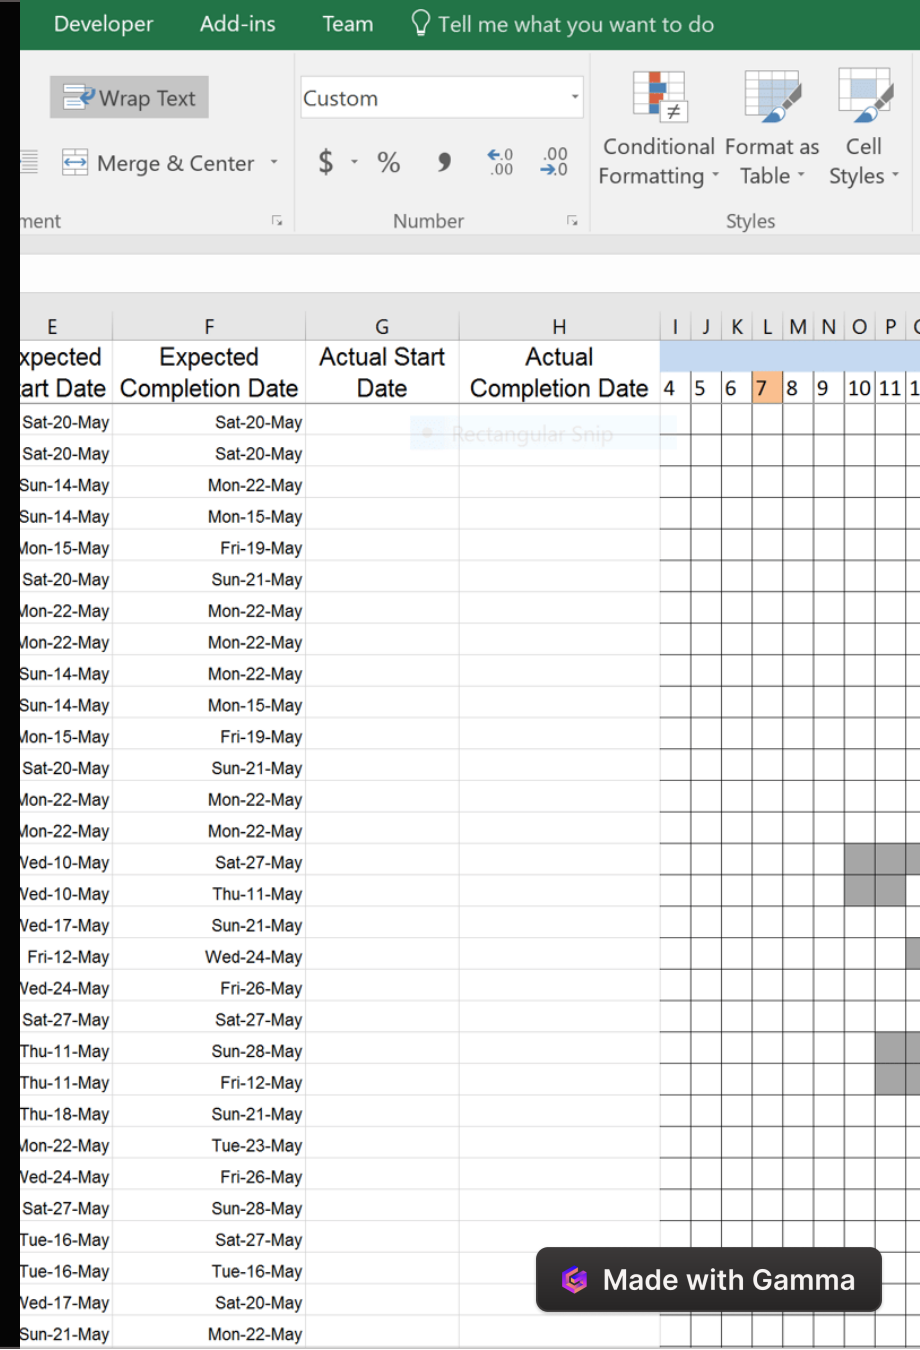 Developer Add-ins Team Tell me what you want to do
Wrap Text Custom
Merge & Center $ % , .0 .00 .00 .0
Conditional Formatting Format as Table Cell Styles
ment Number Styles
E F G H I J K L M N O P
xpected Expected Actual Start Actual
art Date Completion Date Date Completion Date 4 5 6 7 8 9 10 11 1
Sat-20-May Sat-20-May
Rectangular Snip
Sat-20-May Sat-20-May
Sun-14-May Mon-22-May
Sun-14-May Mon-15-May
Mon-15-May Fri-19-May
Sat-20-May Sun-21-May
Mon-22-May Mon-22-May
Mon-22-May Mon-22-May
Sun-14-May Mon-22-May
Sun-14-May Mon-15-May
Mon-15-May Fri-19-May
Sat-20-May Sun-21-May
Mon-22-May Mon-22-May
Mon-22-May Mon-22-May
Wed-10-May Sat-27-May
Wed-10-May Thu-11-May
Wed-17-May Sun-21-May
Fri-12-May Wed-24-May
Wed-24-May Fri-26-May
Sat-27-May Sat-27-May
Thu-11-May Sun-28-May
Thu-11-May Fri-12-May
Thu-18-May Sun-21-May
Mon-22-May Tue-23-May
Wed-24-May Fri-26-May
Sat-27-May Sun-28-May
Tue-16-May Sat-27-May
Tue-16-May Tue-16-May
Made with Gamma
Wed-17-May Sat-20-May
Sun-21-May Mon-22-May